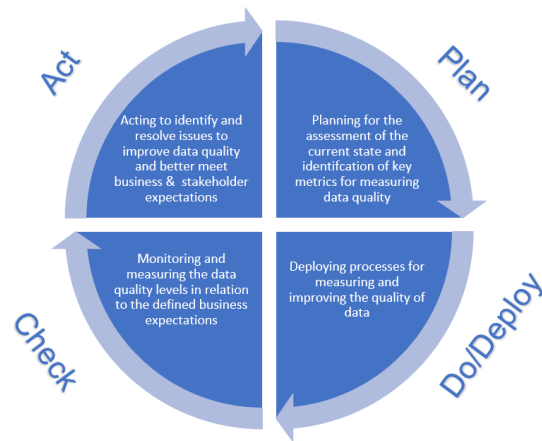 Act
Plan
Acting to identify and
resolve issues to
improve data quality
and better meet
business & stakeholder
expectations
Planning for the
assessment of the
current state and
identifcation of key
metrics for measuring
data quality
Monitoring and
measuring the data
quality levels in relation
to the defined business
expectations
Deploying processes for
measuring and
improving the quality of
data
Check
Do/Deploy